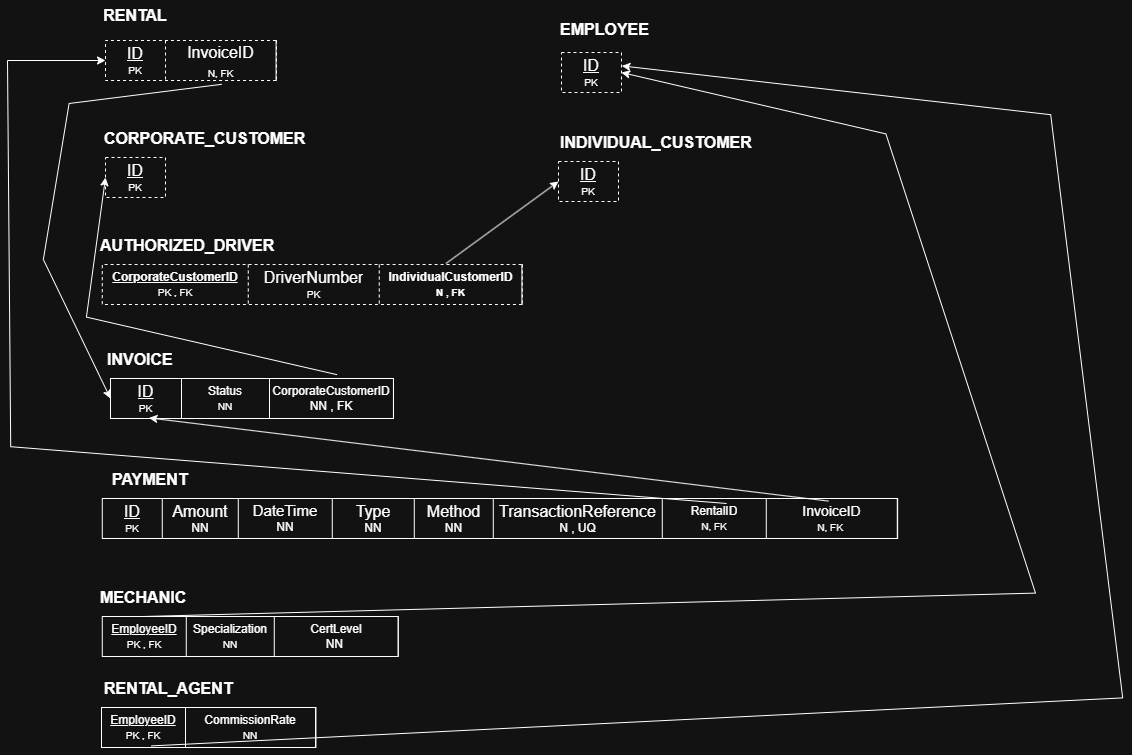 RENTAL
ID InvoiceID
PK N, FK
EMPLOYEE
ID
PK
CORPORATE_CUSTOMER
ID
PK
INDIVIDUAL_CUSTOMER
ID
PK
AUTHORIZED_DRIVER
CorporateCustomerID DriverNumber IndividualCustomerID
PK , FK PK N , FK
INVOICE
ID Status CorporateCustomerID
PK NN NN , FK
PAYMENT
ID Amount DateTime Type Method TransactionReference RentalID InvoiceID
PK NN NN NN NN N , UQ N, FK N, FK
MECHANIC
EmployeeID Specialization CertLevel
PK , FK NN NN
RENTAL_AGENT
EmployeeID CommissionRate
PK , FK NN